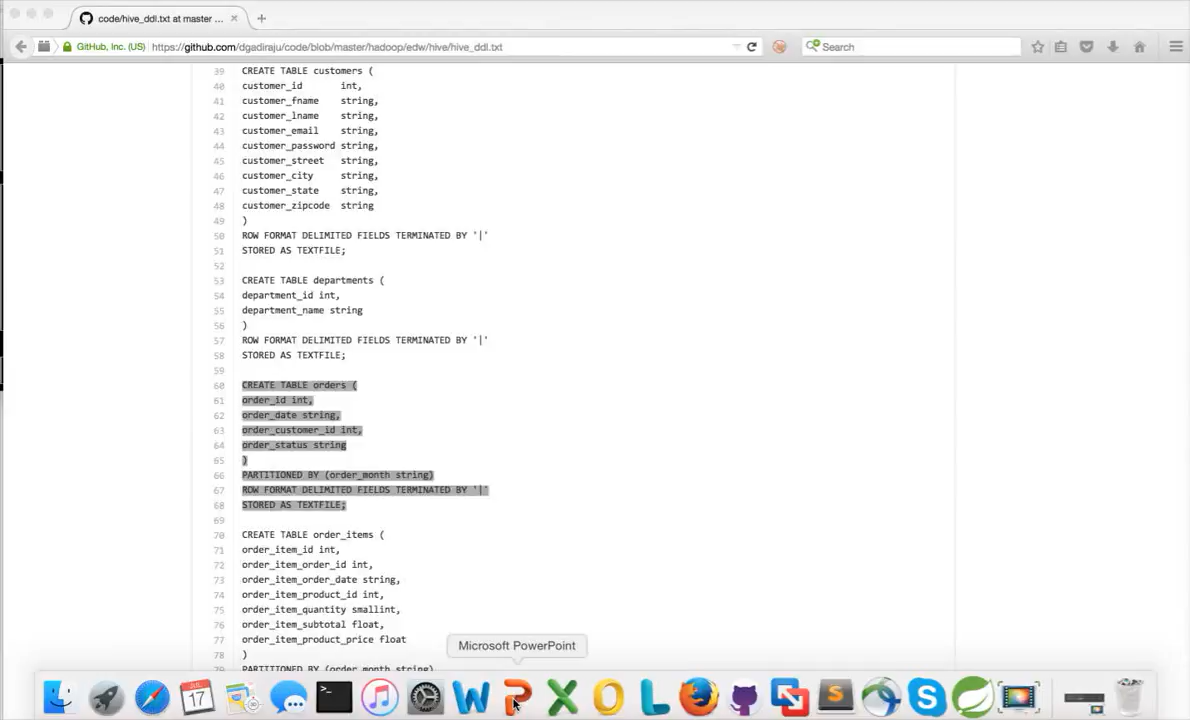 code/hive_ddl.txt at master ...
GitHub, Inc. (US)
https://github.com/dgadiraju/code/blob/master/hadoop/edw/hive/hive_ddl.txt
Search
39 CREATE TABLE customers (
40 customer_id int,
41 customer_fname string,
42 customer_lname string,
43 customer_email string,
44 customer_password string,
45 customer_street string,
46 customer_city string,
47 customer_state string,
48 customer_zipcode string
49 )
50 ROW FORMAT DELIMITED FIELDS TERMINATED BY '|'
51 STORED AS TEXTFILE;
52
53 CREATE TABLE departments (
54 department_id int,
55 department_name string
56 )
57 ROW FORMAT DELIMITED FIELDS TERMINATED BY '|'
58 STORED AS TEXTFILE;
59
60 CREATE TABLE orders (
61 order_id int,
62 order_date string,
63 order_customer_id int,
64 order_status string
65 )
66 PARTITIONED BY (order_month string)
67 ROW FORMAT DELIMITED FIELDS TERMINATED BY '|'
68 STORED AS TEXTFILE;
69
70 CREATE TABLE order_items (
71 order_item_id int,
72 order_item_order_id int,
73 order_item_order_date string,
74 order_item_product_id int,
75 order_item_quantity smallint,
76 order_item_subtotal float,
77 order_item_product_price float
78 )
79 PARTITIONED BY (order_month string)
Microsoft PowerPoint
JUL
17